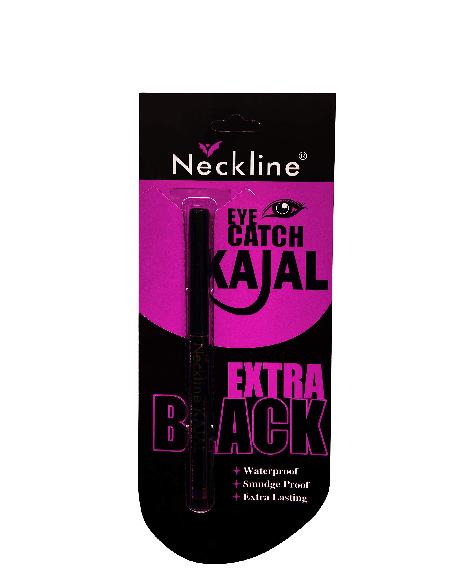 Neckline®
EYE
CATCH
KAJAL
Neckline KAJAL
EXTRA
BLACK
Waterproof
Smudge Proof
Extra Lasting